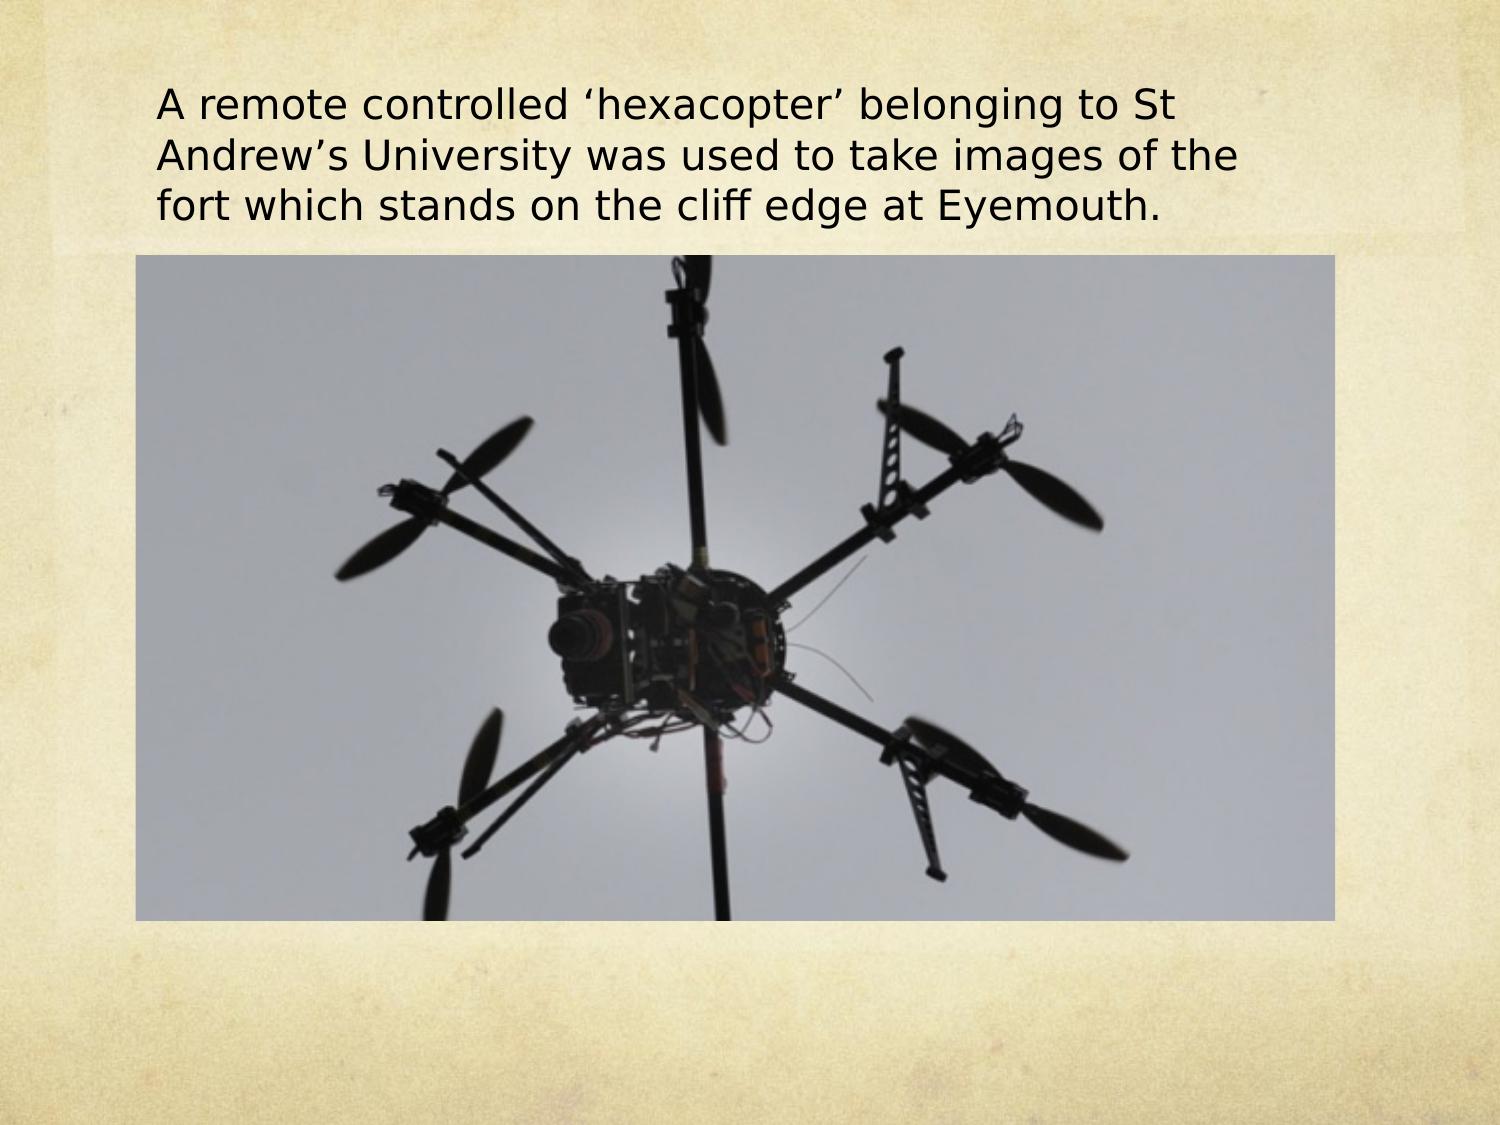 A remote controlled ‘hexacopter’ belonging to St
Andrew’s University was used to take images of the
fort which stands on the cliff edge at Eyemouth.